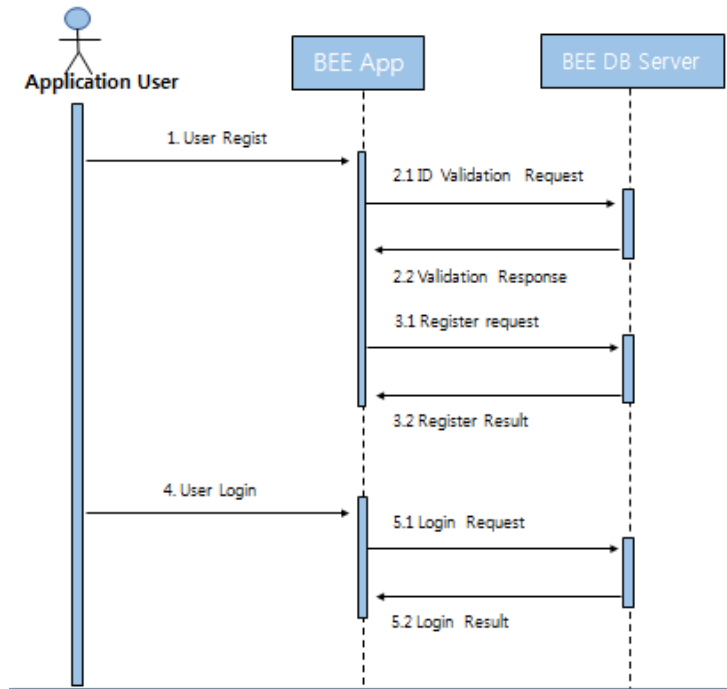 Application User
BEE App
BEE DB Server
1. User Regist
2.1 ID Validation Request
2.2 Validation Response
3.1 Register request
3.2 Register Result
4. User Login
5.1 Login Request
5.2 Login Result